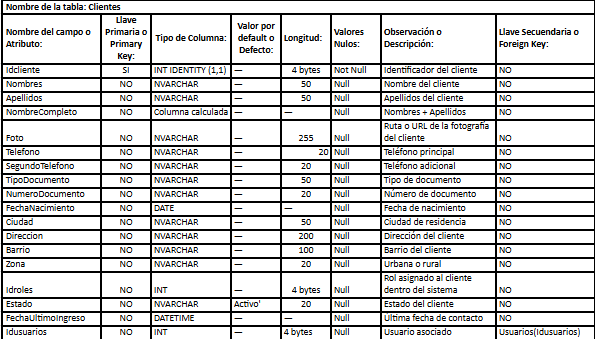 Nombre de la tabla: Clientes
Nombre del campo o Atributo: | Llave Primaria o Primary Key: | Tipo de Columna: | Valor por default o Defecto: | Longitud: | Valores Nulos: | Observación o Descripción: | Llave Secuendaria o Foreign Key:
Idcliente | SI | INT IDENTITY (1,1) | — | 4 bytes | Not Null | Identificador del cliente | NO
Nombres | NO | NVARCHAR | — | 50 | Null | Nombre del cliente | NO
Apellidos | NO | NVARCHAR | — | 50 | Null | Apellidos del cliente | NO
NombreCompleto | NO | Columna calculada | — | — | Null | Nombres + Apellidos | NO
Foto | NO | NVARCHAR | — | 255 | Null | Ruta o URL de la fotografía del cliente | NO
Telefono | NO | NVARCHAR | — | 20 | Null | Teléfono principal | NO
SegundoTelefono | NO | NVARCHAR | — | 20 | Null | Teléfono adicional | NO
TipoDocumento | NO | NVARCHAR | — | 50 | Null | Tipo de documento | NO
NumeroDocumento | NO | NVARCHAR | — | 20 | Null | Número de documento | NO
FechaNacimiento | NO | DATE | — | — | Null | Fecha de nacimiento | NO
Ciudad | NO | NVARCHAR | — | 50 | Null | Ciudad de residencia | NO
Direccion | NO | NVARCHAR | — | 200 | Null | Dirección del cliente | NO
Barrio | NO | NVARCHAR | — | 100 | Null | Barrio del cliente | NO
Zona | NO | NVARCHAR | — | 20 | Null | Urbana o rural | NO
Idroles | NO | INT | — | 4 bytes | Null | Rol asignado al cliente dentro del sistema | NO
Estado | NO | NVARCHAR | Activo' | 20 | Null | Estado del cliente | NO
FechaUltimoIngreso | NO | DATETIME | — | — | Null | Última fecha de contacto | NO
Idusuarios | NO | INT | — | 4 bytes | Null | Usuario asociado | Usuarios(Idusuarios)